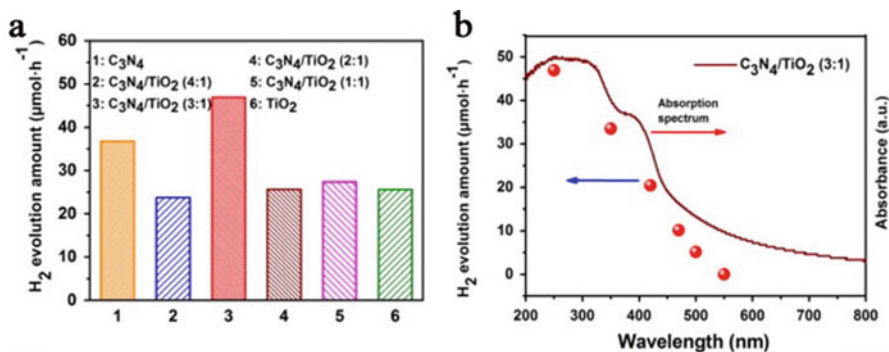 a
H₂ evolution amount (μmol·h⁻¹)
60
50
40
30
20
10
0
1: C₃N₄
2: C₃N₄/TiO₂ (4:1)
3: C₃N₄/TiO₂ (3:1)
4: C₃N₄/TiO₂ (2:1)
5: C₃N₄/TiO₂ (1:1)
6: TiO₂
1 2 3 4 5 6
b
H₂ evolution amount (μmol·h⁻¹)
50
40
30
20
10
0
C₃N₄/TiO₂ (3:1)
Absorption
spectrum
Absorbance (a.u.)
200 300 400 500 600 700 800
Wavelength (nm)